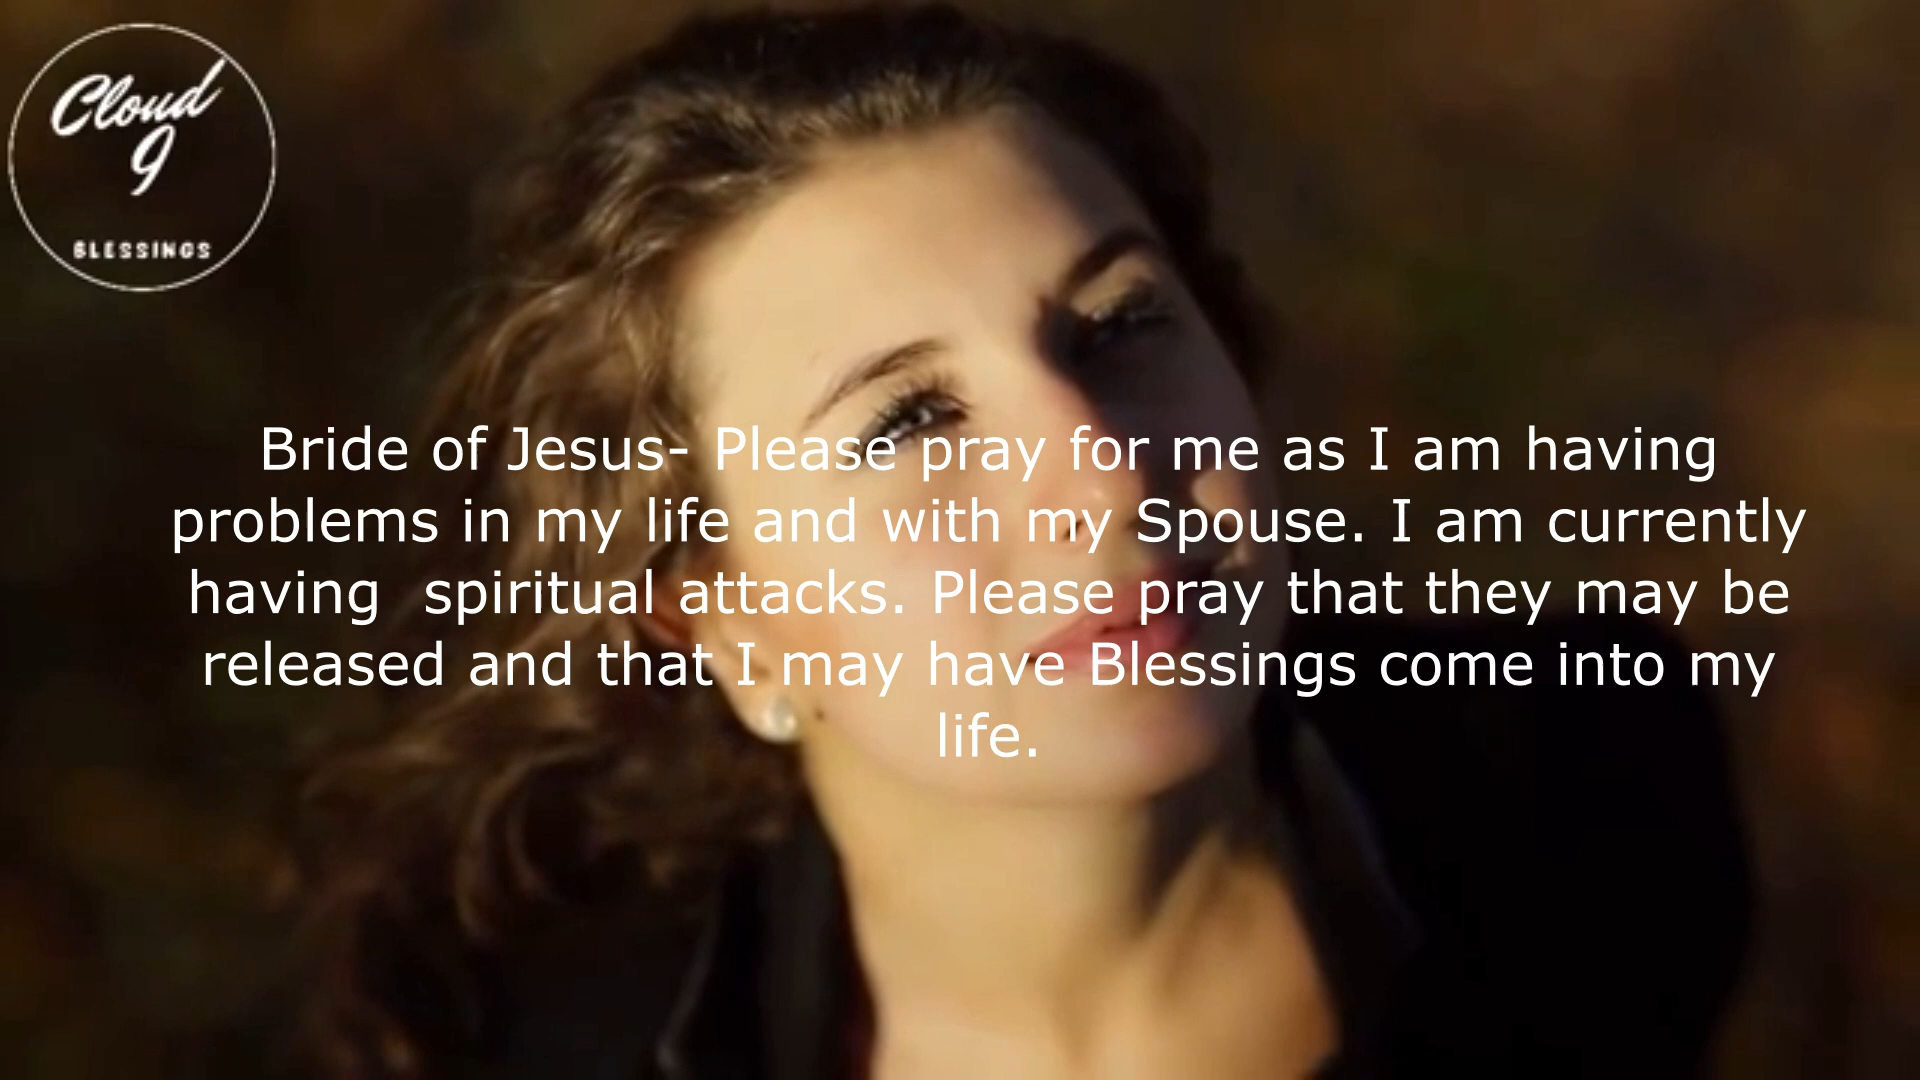 Cloud
9
BLESSINGS
Bride of Jesus- Please pray for me as I am having
problems in my life and with my Spouse. I am currently
having  spiritual attacks. Please pray that they may be
released and that I may have Blessings come into my
life.